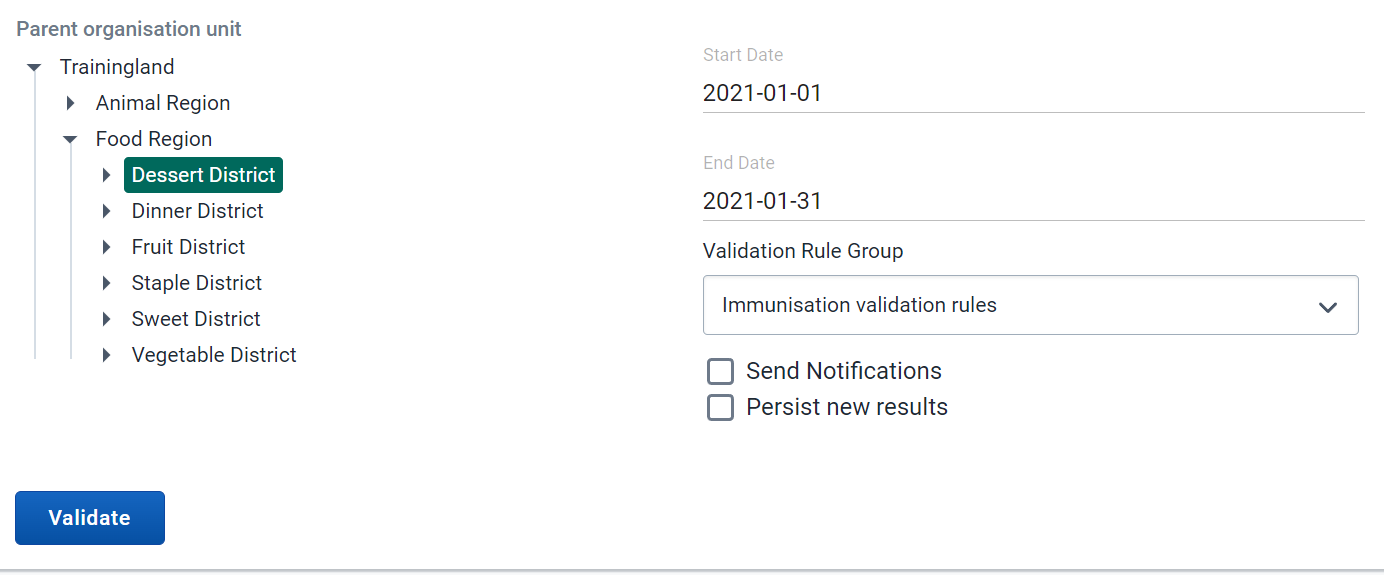 Parent organisation unit
Trainingland
Animal Region
Food Region
Dessert District
Dinner District
Fruit District
Staple District
Sweet District
Vegetable District
Start Date
2021-01-01
End Date
2021-01-31
Validation Rule Group
Immunisation validation rules
Send Notifications
Persist new results
Validate